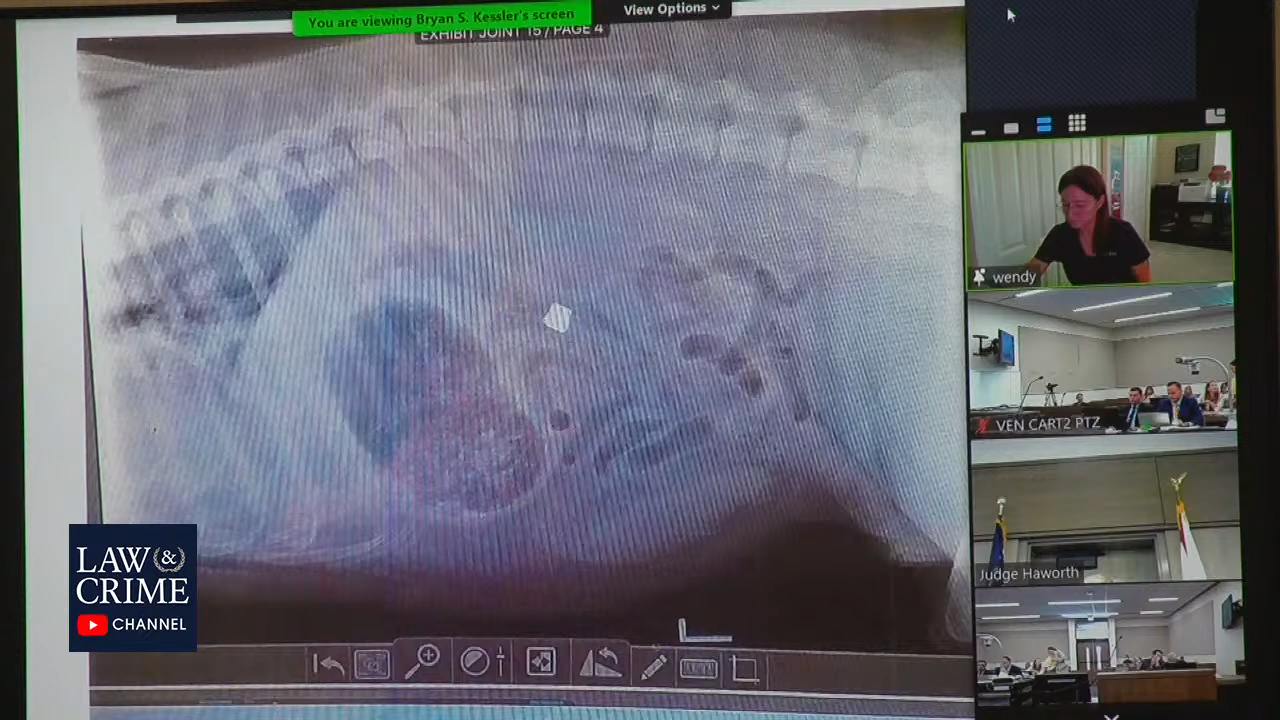 You are viewing Bryan S. Kessler's screen
View Options
EXHIBIT JOINT 15 / PAGE 4
wendy
VEN CART2 PTZ
Judge Haworth
LAW &
CRIME
CHANNEL
L